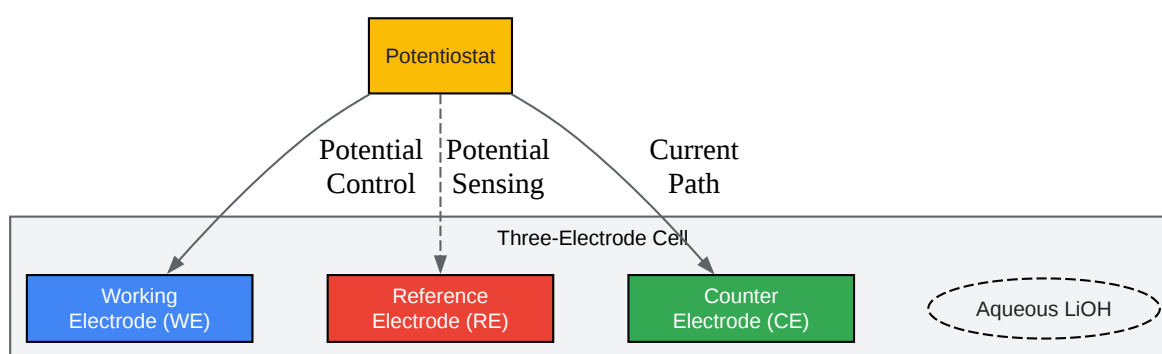 Potentiostat
Potential
Control
Potential
Sensing
Current
Path
Three-Electrode Cell
Working
Electrode (WE)
Reference
Electrode (RE)
Counter
Electrode (CE)
Aqueous LiOH